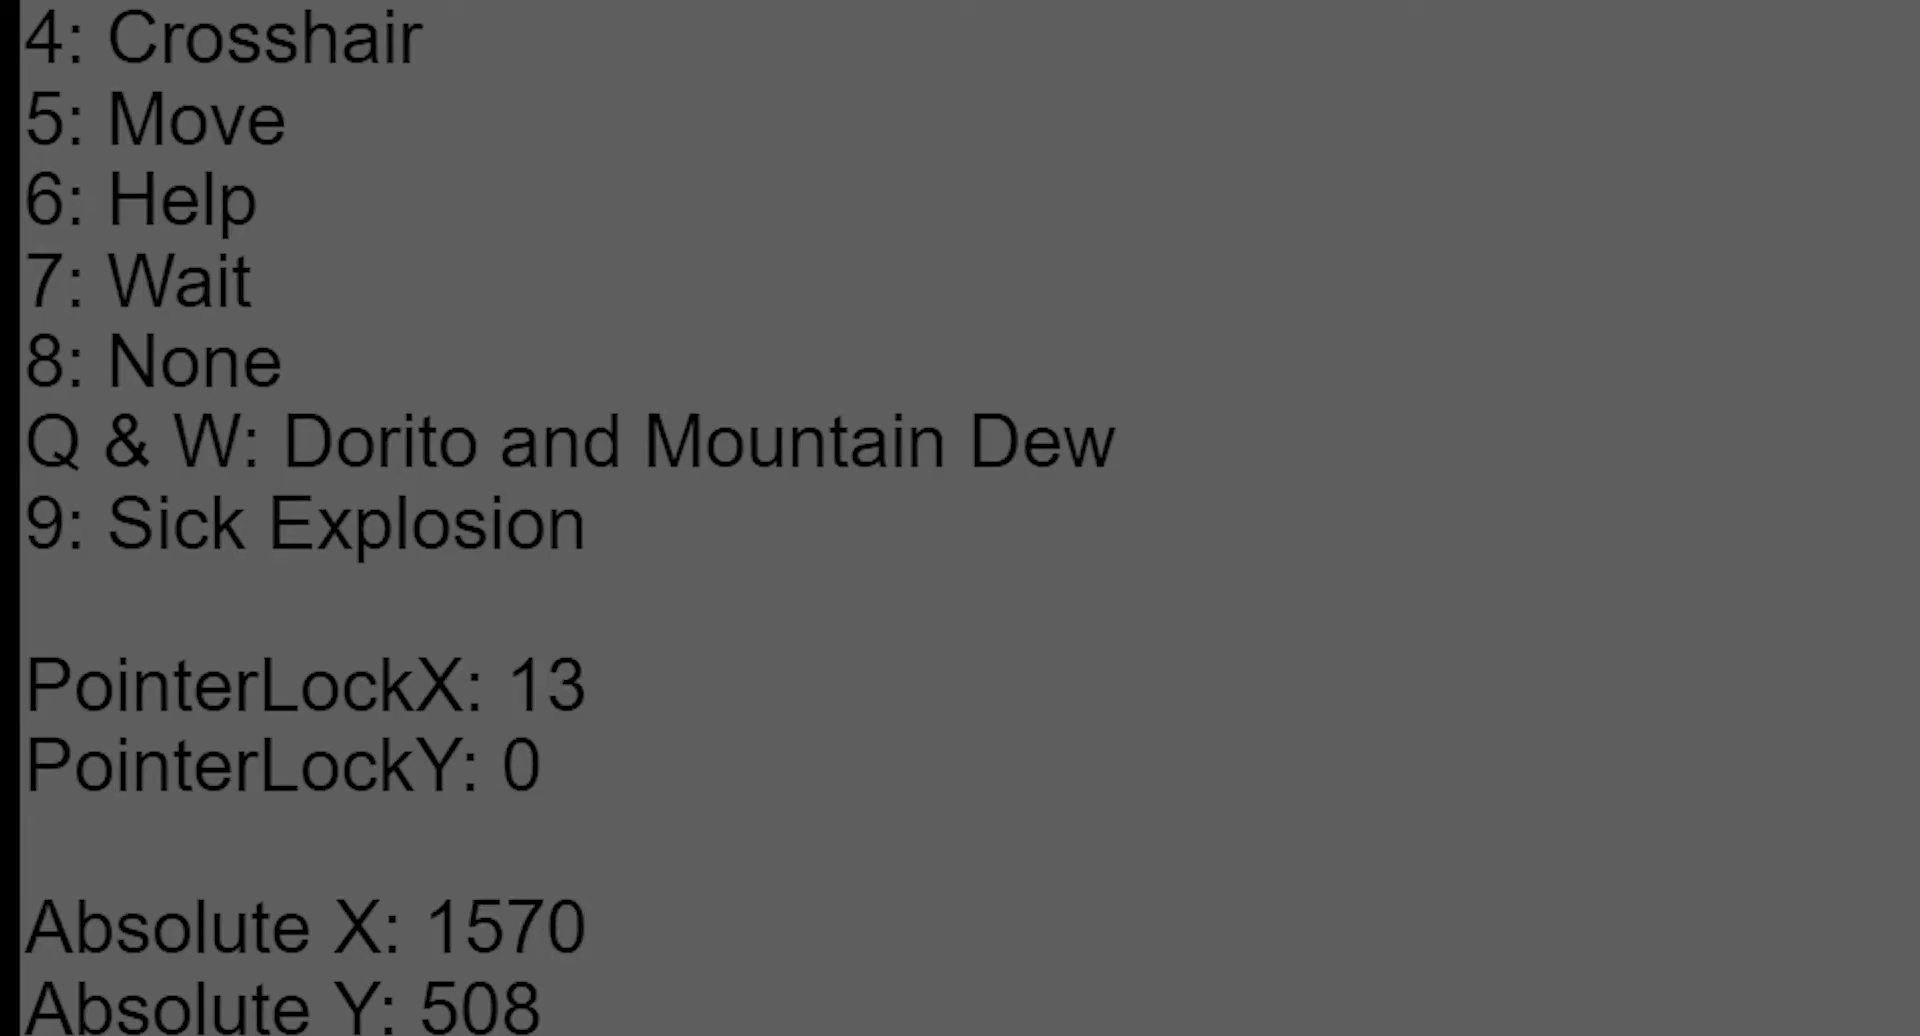 4: Crosshair
5: Move
6: Help
7: Wait
8: None
Q & W: Dorito and Mountain Dew
9: Sick Explosion
PointerLockX: 13
PointerLockY: 0
Absolute X: 1570
Absolute Y: 508